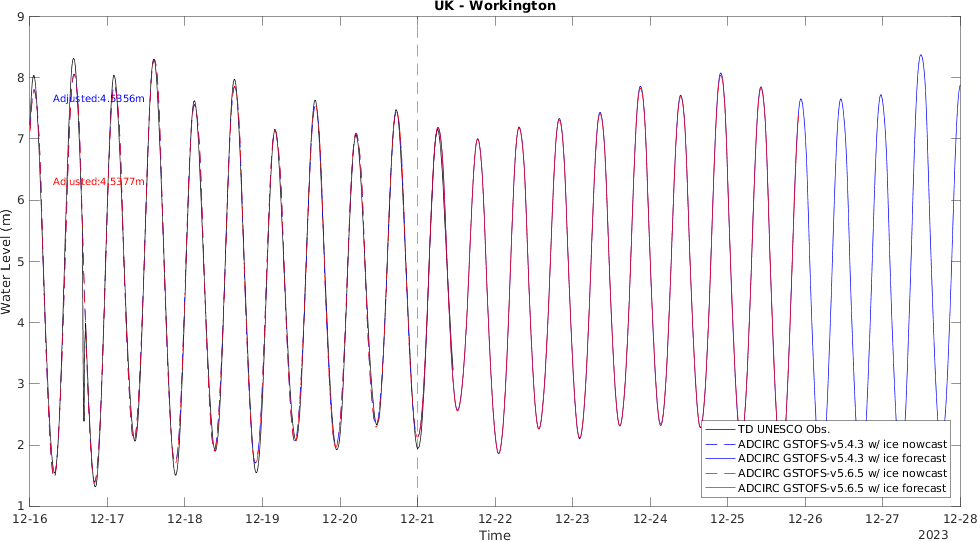 UK - Workington
9
8
7
6
5
4
3
2
1
Water Level (m)
Adjusted:4.5356m
Adjusted:4.5377m
TD UNESCO Obs.
ADCIRC GSTOFS-v5.4.3 w/ ice nowcast
ADCIRC GSTOFS-v5.4.3 w/ ice forecast
ADCIRC GSTOFS-v5.6.5 w/ ice nowcast
ADCIRC GSTOFS-v5.6.5 w/ ice forecast
12-16 12-17 12-18 12-19 12-20 12-21 12-22 12-23 12-24 12-25 12-26 12-27 12-28
Time
2023